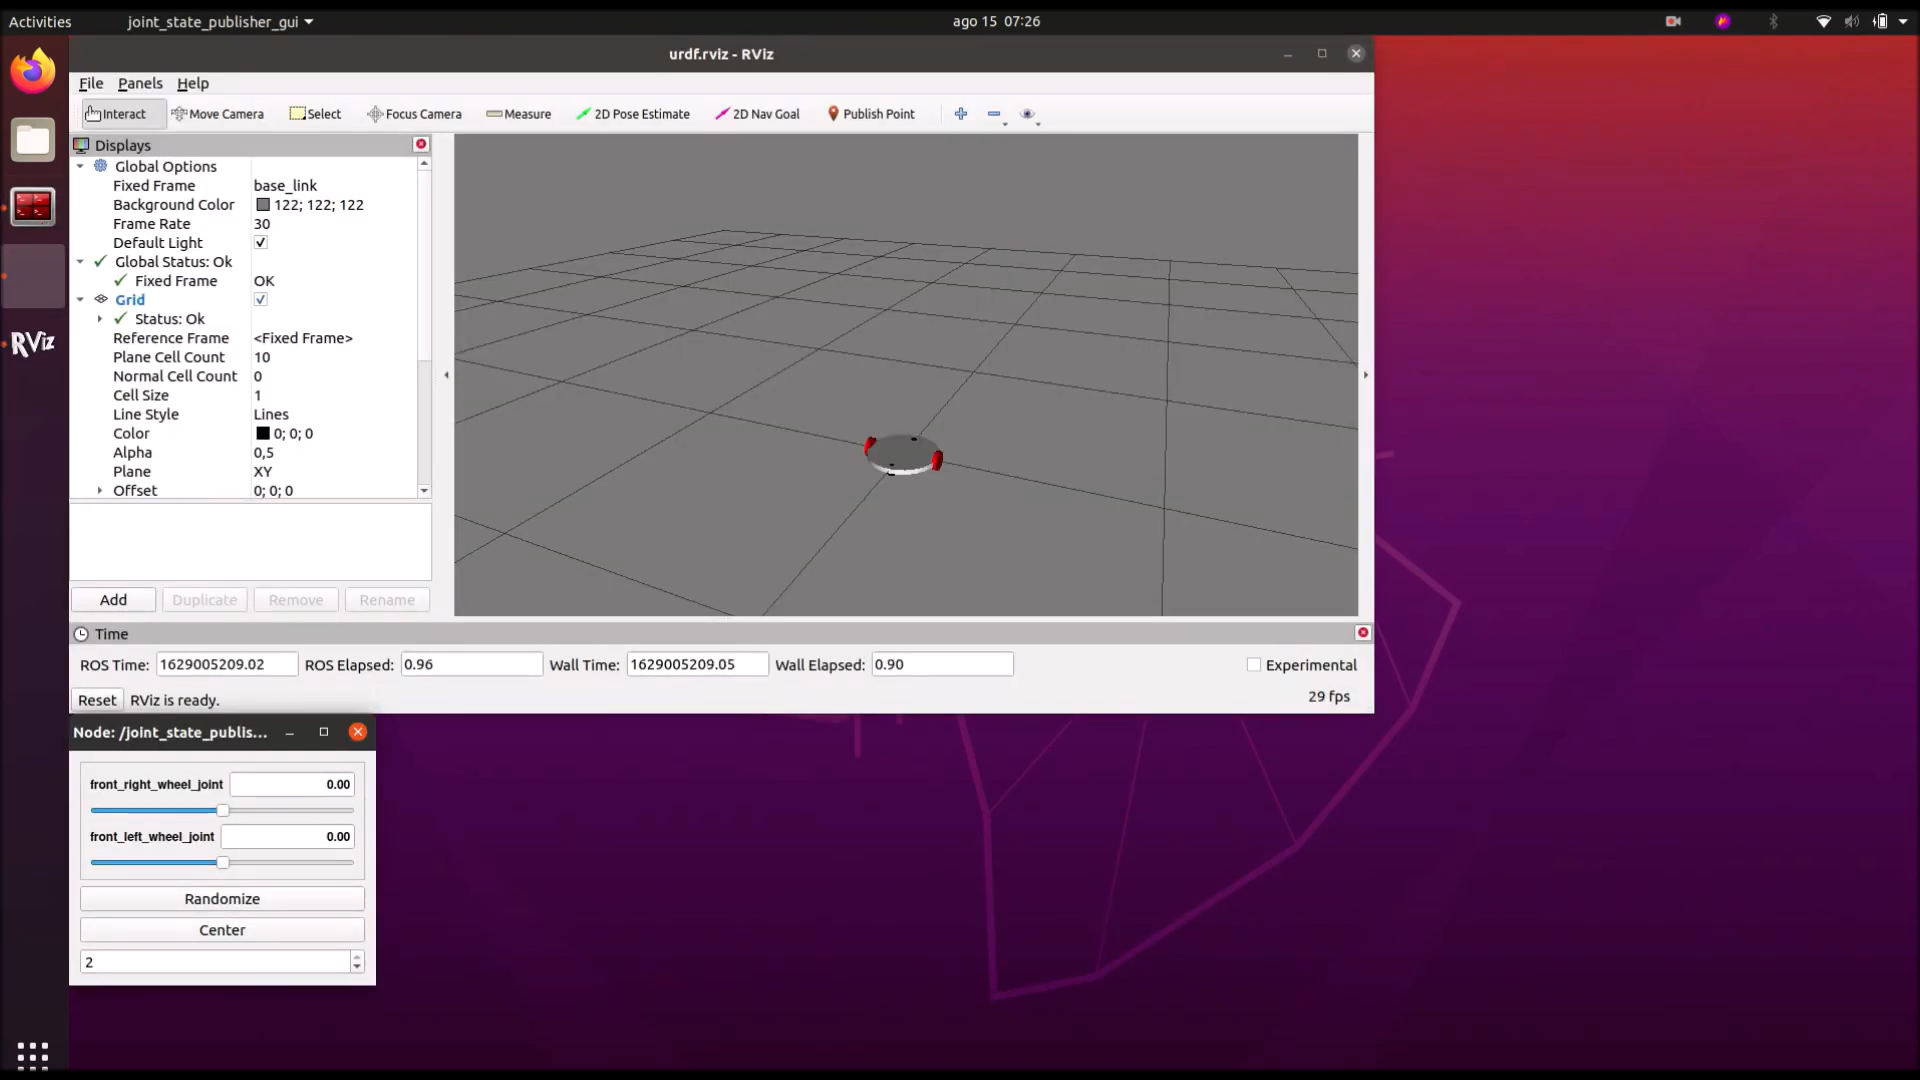 Activities joint_state_publisher_gui ago 15 07:26
urdf.rviz - RViz
File Panels Help
Interact Move Camera Select Focus Camera Measure 2D Pose Estimate 2D Nav Goal Publish Point
Displays
Global Options
Fixed Frame base_link
Background Color 122; 122; 122
Frame Rate 30
Default Light
Global Status: Ok
Fixed Frame OK
Grid
Status: Ok
Reference Frame <Fixed Frame>
Plane Cell Count 10
Normal Cell Count 0
Cell Size 1
Line Style Lines
Color 0; 0; 0
Alpha 0,5
Plane XY
Offset 0; 0; 0
RViz
Add Duplicate Remove Rename
Time
ROS Time: 1629005209.02 ROS Elapsed: 0.96 Wall Time: 1629005209.05 Wall Elapsed: 0.90 Experimental
Reset RViz is ready. 29 fps
Node: /joint_state_publis...
front_right_wheel_joint 0.00
front_left_wheel_joint 0.00
Randomize
Center
2